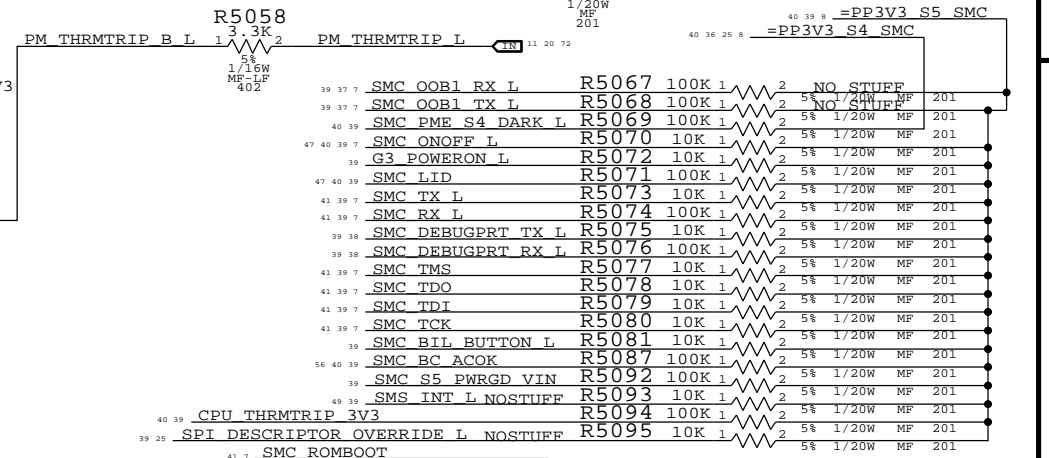 1/20W
MF
201
40 39 8 =PP3V3_S5_SMC
40 36 25 8 =PP3V3_S4_SMC
R5058
3.3K
PM_THRMTRIP_B_L 1 2 PM_THRMTRIP_L IN 11 20 72
5%
1/16W
MF-LF
402
V3
39 37 7 SMC_OOB1_RX_L R5067 100K 1 2 NO STUFF
5% 1/20W MF 201
39 37 7 SMC_OOB1_TX_L R5068 100K 1 2 NO STUFF
5% 1/20W MF 201
40 39 SMC_PME_S4_DARK_L R5069 100K 1 2
5% 1/20W MF 201
47 40 39 7 SMC_ONOFF_L R5070 10K 1 2
5% 1/20W MF 201
39 G3_POWERON_L R5072 10K 1 2
5% 1/20W MF 201
47 40 39 SMC_LID R5071 100K 1 2
5% 1/20W MF 201
41 39 7 SMC_TX_L R5073 10K 1 2
5% 1/20W MF 201
41 39 7 SMC_RX_L R5074 100K 1 2
5% 1/20W MF 201
39 38 SMC_DEBUGPRT_TX_L R5075 10K 1 2
5% 1/20W MF 201
39 38 SMC_DEBUGPRT_RX_L R5076 100K 1 2
5% 1/20W MF 201
41 39 7 SMC_TMS R5077 10K 1 2
5% 1/20W MF 201
41 39 7 SMC_TDO R5078 10K 1 2
5% 1/20W MF 201
41 39 7 SMC_TDI R5079 10K 1 2
5% 1/20W MF 201
41 39 7 SMC_TCK R5080 10K 1 2
5% 1/20W MF 201
39 SMC_BIL_BUTTON_L R5081 10K 1 2
5% 1/20W MF 201
56 40 39 SMC_BC_ACOK R5087 100K 1 2
5% 1/20W MF 201
39 SMC_S5_PWRGD_VIN R5092 100K 1 2
5% 1/20W MF 201
49 39 SMS_INT_L NOSTUFF R5093 10K 1 2
5% 1/20W MF 201
40 39 CPU_THRMTRIP_3V3 R5094 100K 1 2
5% 1/20W MF 201
39 25 SPI_DESCRIPTOR_OVERRIDE_L NOSTUFF R5095 10K 1 2
5% 1/20W MF 201
41 7 SMC_ROMBOOT